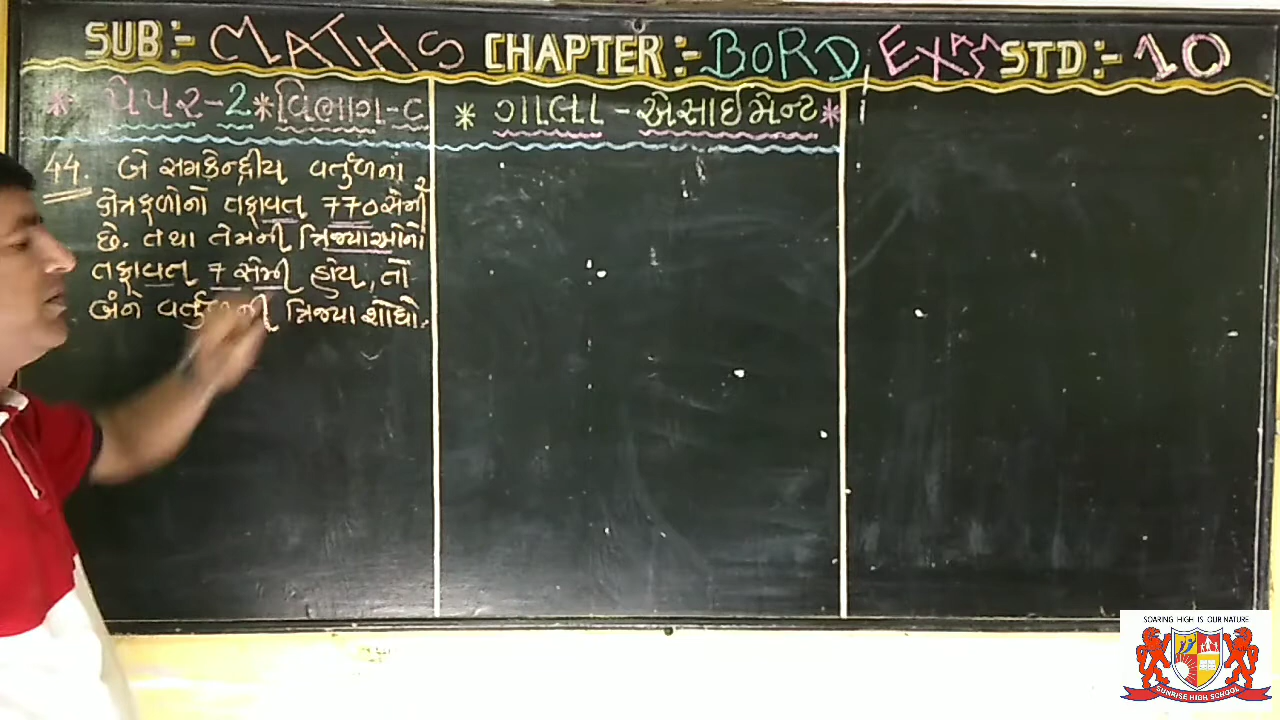 SUB:- MATHS CHAPTER:- BORD EXAM STD:- 10
* પેપર-2 * વિભાગ-C
* ગાલા - એસાઈમેન્ટ *
44. બે સમકેન્દ્રીય વર્તુળનાં
ક્ષેત્રફળોનો તફાવત 770 સેમી²
છે. તથા તેમની ત્રિજ્યાઓનો
તફાવત 7 સેમી હોય, તો
બંને વર્તુળની ત્રિજ્યા શોધો.
SOARING HIGH IS OUR NATURE
SUNRISE HIGH SCHOOL